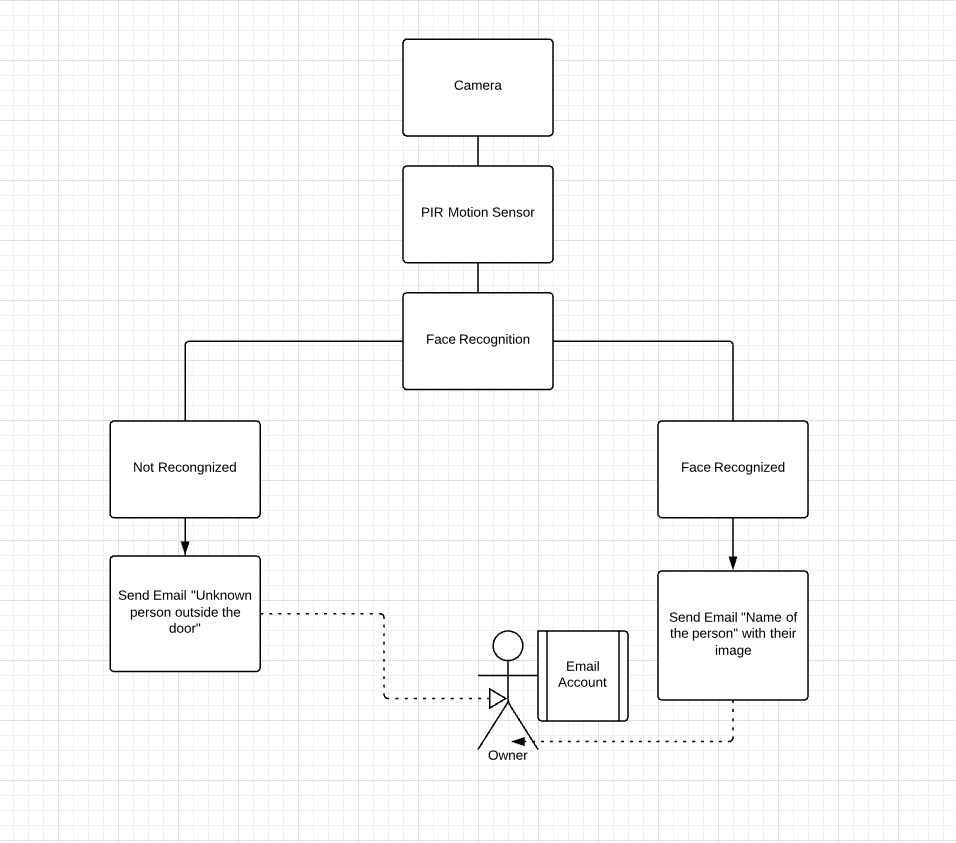 Camera
PIR Motion Sensor
Face Recognition
Not Recongnized
Face Recognized
Send Email "Unknown
person outside the
door"
Send Email "Name of
the person" with their
image
Email
Account
Owner